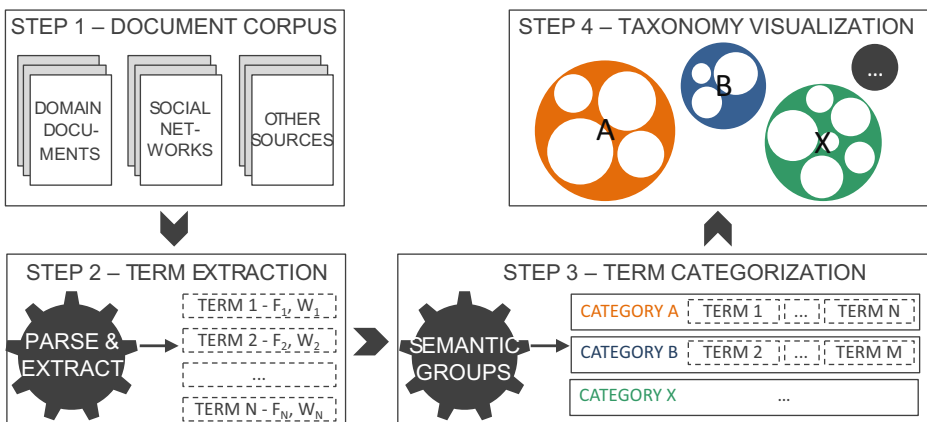 STEP 1 – DOCUMENT CORPUS
DOMAIN
DOCU-
MENTS
SOCIAL
NET-
WORKS
OTHER
SOURCES
STEP 2 – TERM EXTRACTION
PARSE &
EXTRACT
TERM 1 - F₁, W₁
TERM 2 - F₂, W₂
...
TERM N - F_N, W_N
STEP 3 – TERM CATEGORIZATION
SEMANTIC
GROUPS
CATEGORY A TERM 1 ... TERM N
CATEGORY B TERM 2 ... TERM M
CATEGORY X ...
STEP 4 – TAXONOMY VISUALIZATION
A
B
X
...